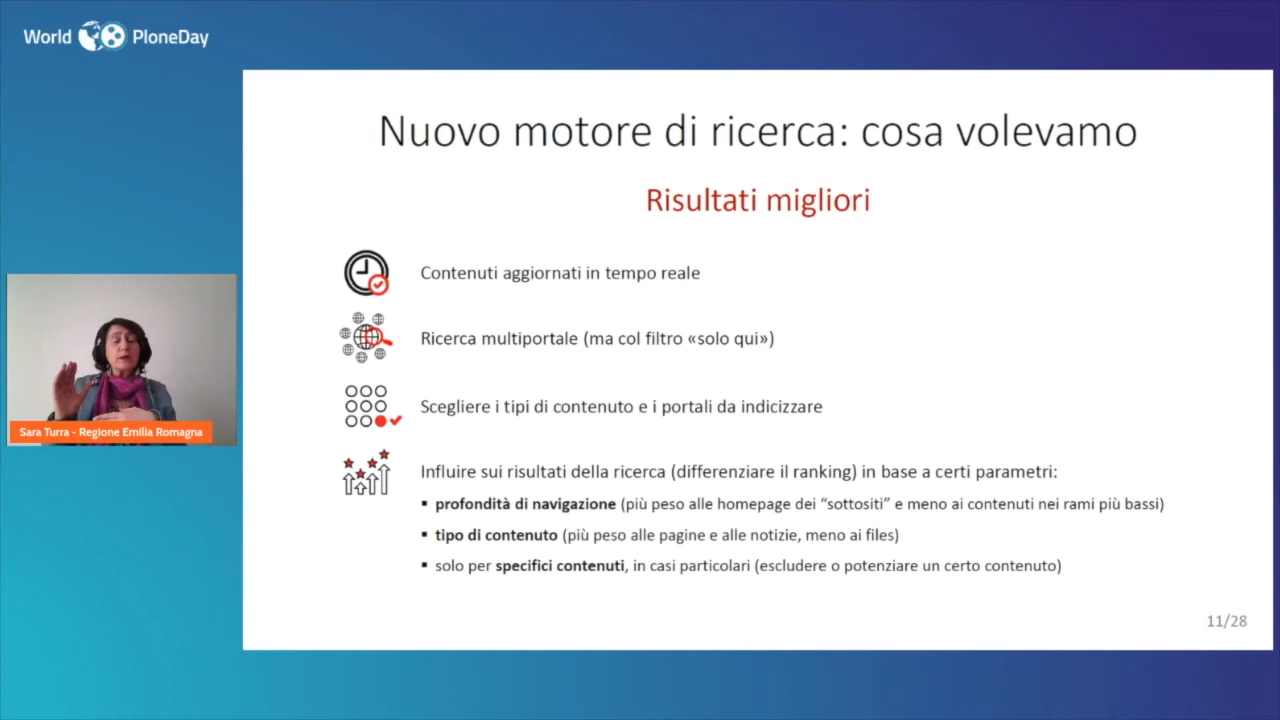 World PloneDay
Nuovo motore di ricerca: cosa volevamo
Risultati migliori
Contenuti aggiornati in tempo reale
Ricerca multiportale (ma col filtro «solo qui»)
Scegliere i tipi di contenuto e i portali da indicizzare
Influire sui risultati della ricerca (differenziare il ranking) in base a certi parametri:
▪ profondità di navigazione (più peso alle homepage dei “sottositi” e meno ai contenuti nei rami più bassi)
▪ tipo di contenuto (più peso alle pagine e alle notizie, meno ai files)
▪ solo per specifici contenuti, in casi particolari (escludere o potenziare un certo contenuto)
11/28
Sara Turra - Regione Emilia Romagna